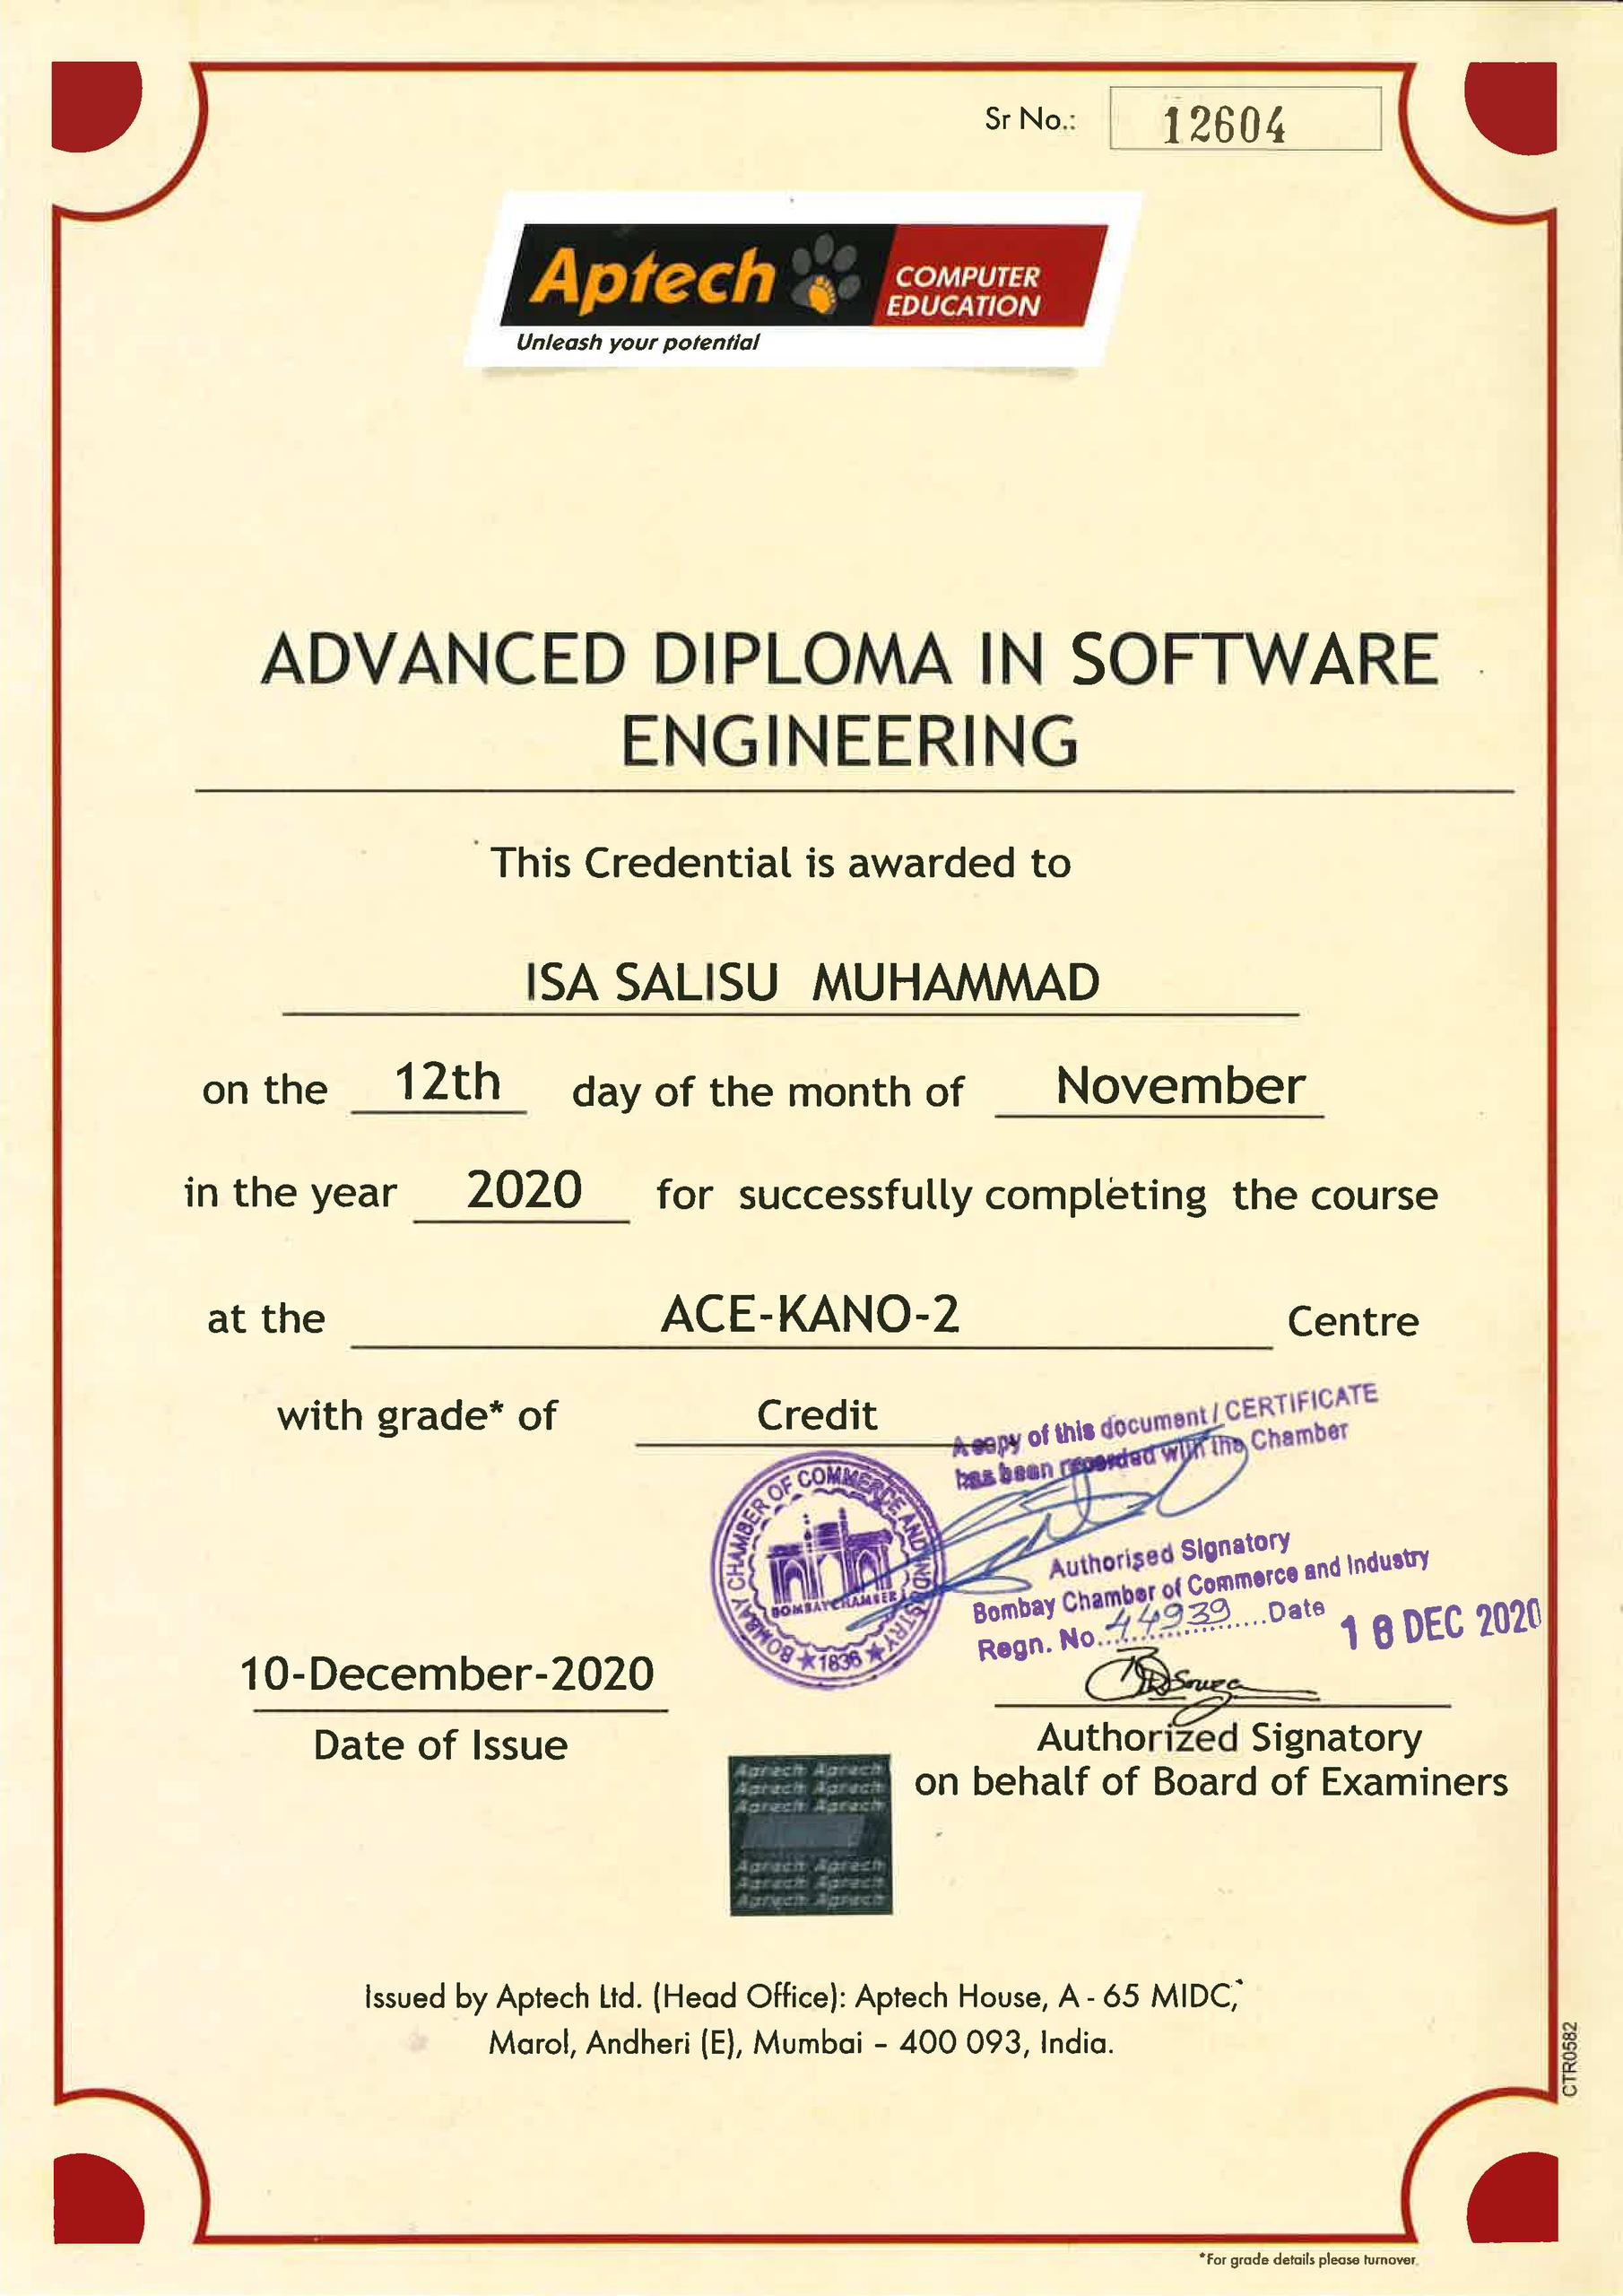 Sr No.: 12604
Aptech COMPUTER EDUCATION
Unleash your potential
ADVANCED DIPLOMA IN SOFTWARE
ENGINEERING
This Credential is awarded to
ISA SALISU MUHAMMAD
on the 12th day of the month of November
in the year 2020 for successfully completing the course
at the ACE-KANO-2 Centre
with grade* of Credit
A copy of this document / CERTIFICATE
has been recorded with the Chamber
BOMBAY CHAMBER OF COMMERCE AND INDUSTRY
BOMBAY CHAMBER
★ 1836 ★
Authorised Signatory
Bombay Chamber of Commerce and Industry
Regn. No. 44939 Date DEC 2020
10-December-2020
Date of Issue
DSouza
Authorized Signatory
on behalf of Board of Examiners
Aptech Aptech
Aptech Aptech
Aptech Aptech
Aptech Aptech
Aptech Aptech
Aptech Aptech
Issued by Aptech Ltd. (Head Office): Aptech House, A - 65 MIDC,
Marol, Andheri (E), Mumbai - 400 093, India.
CTR0582
*For grade details please turnover.